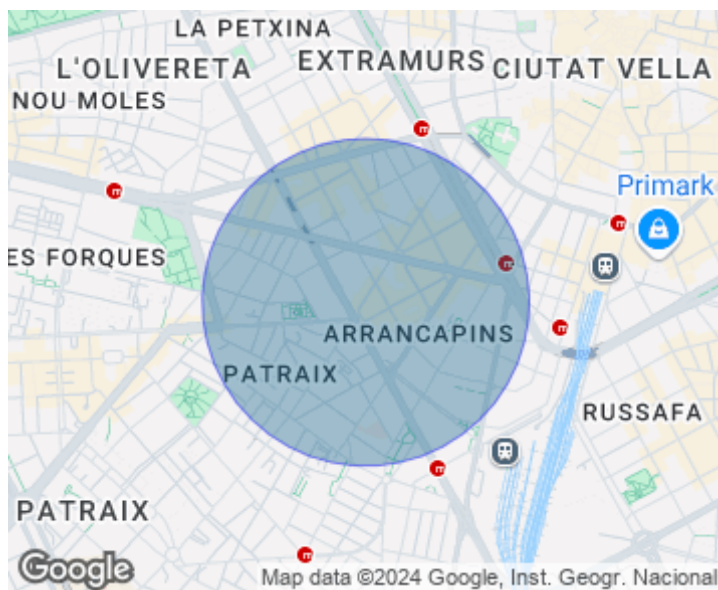 LA PETXINA
L'OLIVERETA
EXTRAMURS
CIUTAT VELLA
NOU MOLES
Primark
ES FORQUES
ARRANCAPINS
PATRAIX
RUSSAFA
PATRAIX
Google
Map data ©2024 Google, Inst. Geogr. Nacional